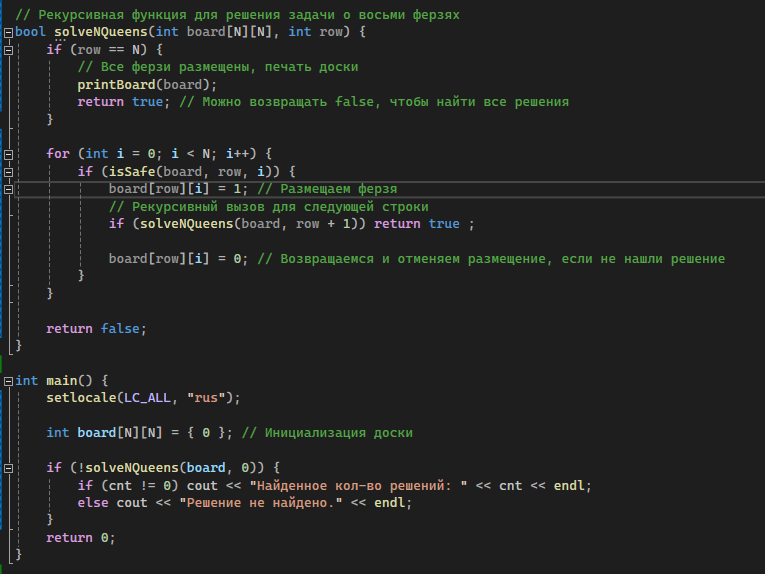 // Рекурсивная функция для решения задачи о восьми ферзях
bool solveNQueens(int board[N][N], int row) {
    if (row == N) {
        // Все ферзи размещены, печать доски
        printBoard(board);
        return true; // Можно возвращать false, чтобы найти все решения
    }

    for (int i = 0; i < N; i++) {
        if (isSafe(board, row, i)) {
            board[row][i] = 1; // Размещаем ферзя
            // Рекурсивный вызов для следующей строки
            if (solveNQueens(board, row + 1)) return true ;

            board[row][i] = 0; // Возвращаемся и отменяем размещение, если не нашли решение
        }
    }

    return false;
}

int main() {
    setlocale(LC_ALL, "rus");

    int board[N][N] = { 0 }; // Инициализация доски

    if (!solveNQueens(board, 0)) {
        if (cnt != 0) cout << "Найденное кол-во решений: " << cnt << endl;
        else cout << "Решение не найдено." << endl;
    }
    return 0;
}